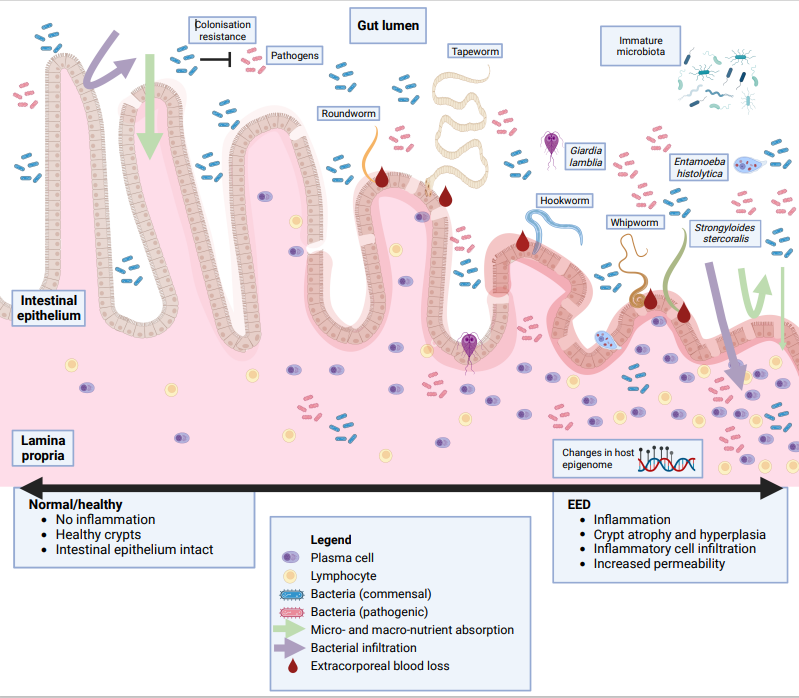 Gut lumen
Colonisation
resistance
Pathogens
Immature
microbiota
Tapeworm
Roundworm
Giardia
lamblia
Entamoeba
histolytica
Hookworm
Whipworm
Strongyloides
stercoralis
Intestinal
epithelium
Lamina
propria
Changes in host
epigenome
Normal/healthy
• No inflammation
• Healthy crypts
• Intestinal epithelium intact
EED
• Inflammation
• Crypt atrophy and hyperplasia
• Inflammatory cell infiltration
• Increased permeability
Legend
Plasma cell
Lymphocyte
Bacteria (commensal)
Bacteria (pathogenic)
Micro- and macro-nutrient absorption
Bacterial infiltration
Extracorporeal blood loss